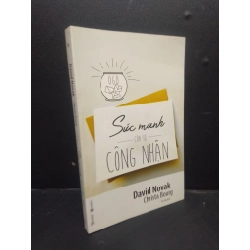 Sức mạnh
CỦA SỰ
CÔNG NHẬN
David Novak
Christa Bourg